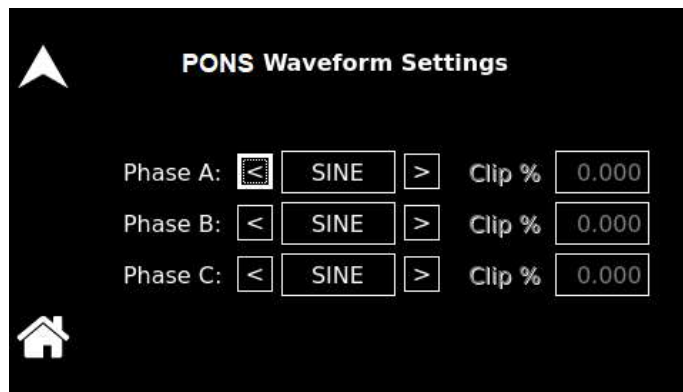 PONS Waveform Settings
Phase A: < SINE > Clip % 0.000
Phase B: < SINE > Clip % 0.000
Phase C: < SINE > Clip % 0.000